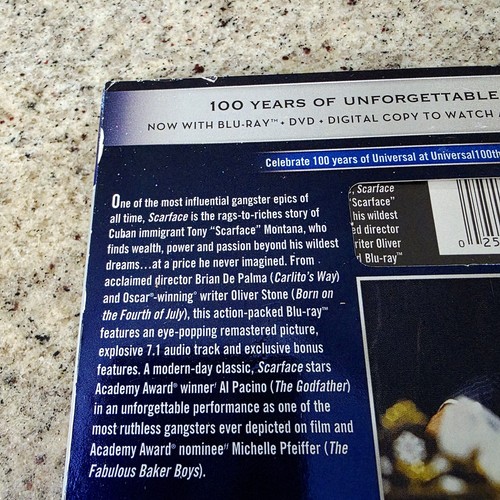 100 YEARS OF UNFORGETTABLE
NOW WITH BLU-RAY™ • DVD • DIGITAL COPY TO WATCH
Celebrate 100 years of Universal at Universal100th
One of the most influential gangster epics of
all time, Scarface is the rags-to-riches story of
Cuban immigrant Tony "Scarface" Montana, who
finds wealth, power and passion beyond his wildest
dreams...at a price he never imagined. From
acclaimed director Brian De Palma (Carlito's Way)
and Oscar®-winning* writer Oliver Stone (Born on
the Fourth of July), this action-packed Blu-ray™
features an eye-popping remastered picture,
explosive 7.1 audio track and exclusive bonus
features. A modern-day classic, Scarface stars
Academy Award® winner† Al Pacino (The Godfather)
in an unforgettable performance as one of the
most ruthless gangsters ever depicted on film and
Academy Award® nominee†† Michelle Pfeiffer (The
Fabulous Baker Boys).
, Scarface
"Scarface"
his wildest
d director
riter Oliver
d Blu-ray™
0 25